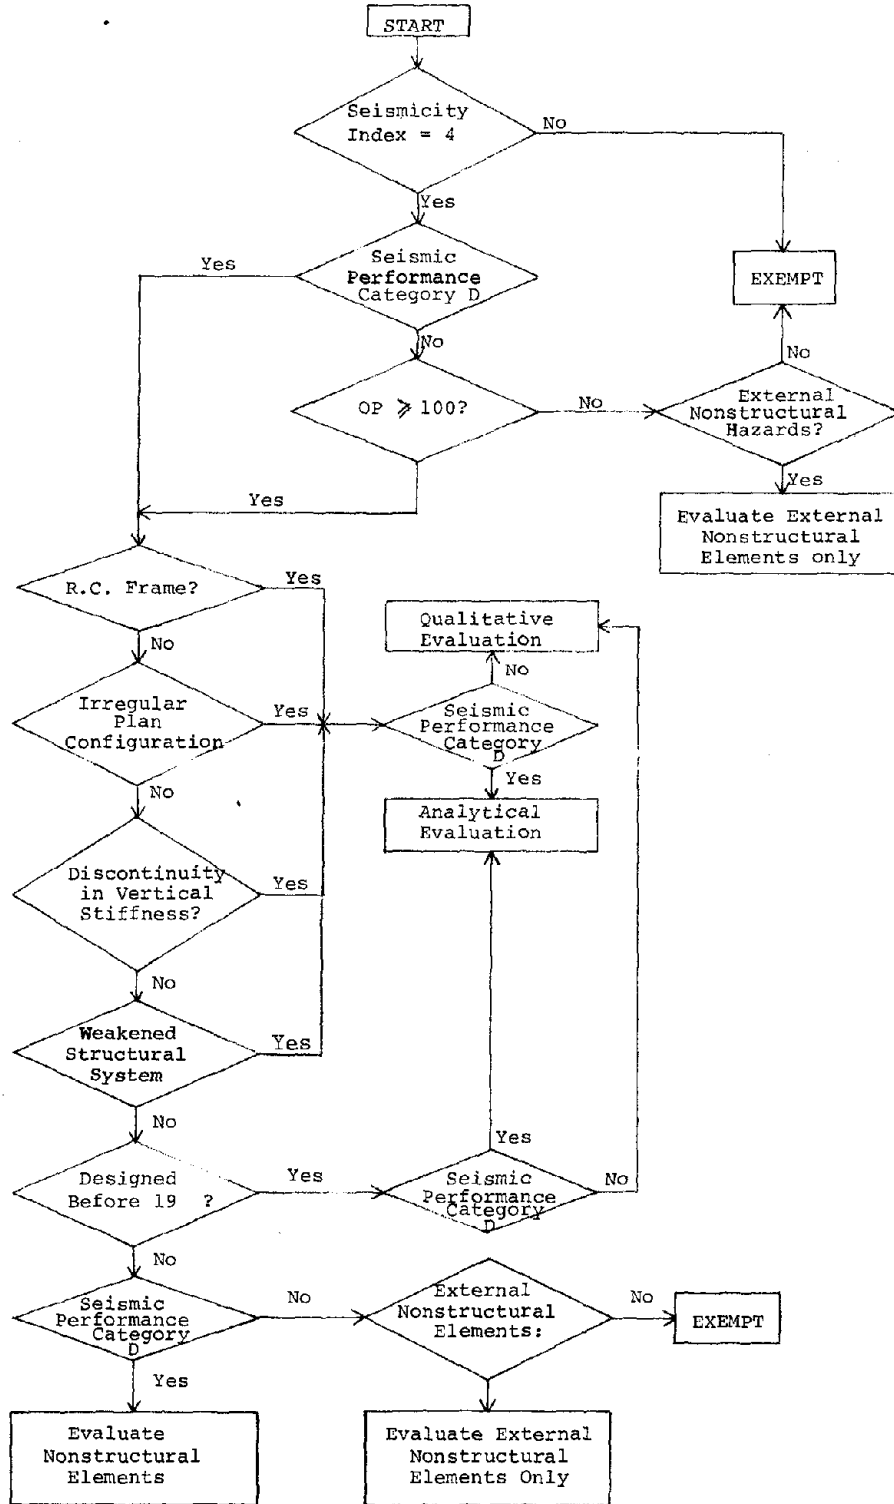 START
Seismicity
Index = 4
No
Yes
Seismic
Performance
Category D
Yes
EXEMPT
No
No
OP ⩾ 100?
No
External
Nonstructural
Hazards?
Yes
Yes
Evaluate External
Nonstructural
Elements only
R.C. Frame?
Yes
Qualitative
Evaluation
No
No
Irregular
Plan
Configuration
Yes
Seismic
Performance
Category
D
Yes
No
Analytical
Evaluation
Discontinuity
in Vertical
Stiffness?
Yes
No
Weakened
Structural
System
Yes
No
Yes
Designed
Before 19 ?
Yes
Seismic
Performance
Category
D
No
No
Seismic
Performance
Category
D
No
External
Nonstructural
Elements:
No
EXEMPT
Yes
Evaluate
Nonstructural
Elements
Evaluate External
Nonstructural
Elements Only